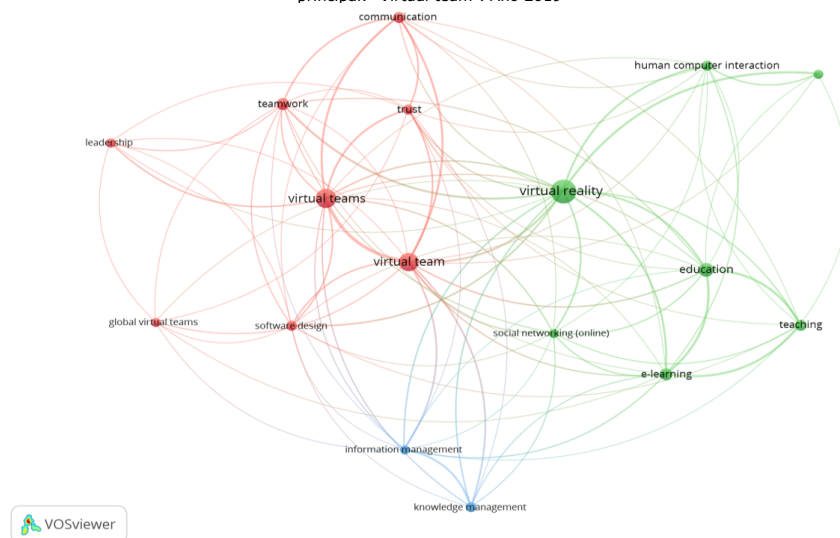 communication
human computer interaction
teamwork
trust
leadership
virtual reality
virtual teams
virtual team
education
global virtual teams
software design
social networking (online)
teaching
e-learning
information management
knowledge management
VOSviewer